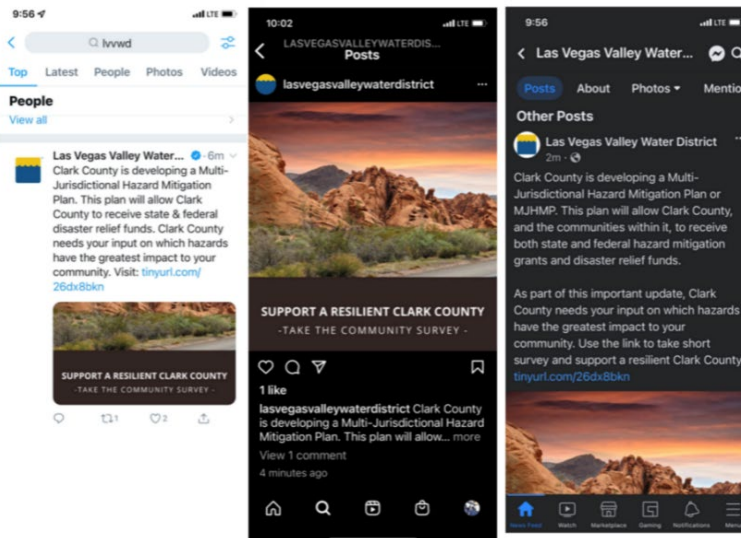 9:56
LTE
lvvwd
Top Latest People Photos Videos
People
View all
Las Vegas Valley Water... · 6m
Clark County is developing a Multi-
Jurisdictional Hazard Mitigation
Plan. This plan will allow Clark
County to receive state & federal
disaster relief funds. Clark County
needs your input on which hazards
have the greatest impact to your
community. Visit: tinyurl.com/
26dx8bkn
SUPPORT A RESILIENT CLARK COUNTY
- TAKE THE COMMUNITY SURVEY -
1
2
10:02
LTE
LASVEGASVALLEYWATERDIS...
Posts
lasvegasvalleywaterdistrict
SUPPORT A RESILIENT CLARK COUNTY
-TAKE THE COMMUNITY SURVEY -
1 like
lasvegasvalleywaterdistrict Clark County
is developing a Multi-Jurisdictional Hazard
Mitigation Plan. This plan will allow... more
View 1 comment
4 minutes ago
9:56
LTE
Las Vegas Valley Water...
Posts About Photos Mentio
Other Posts
Las Vegas Valley Water District
2m ·
Clark County is developing a Multi-
Jurisdictional Hazard Mitigation Plan or
MJHMP. This plan will allow Clark County,
and the communities within it, to receive
both state and federal hazard mitigation
grants and disaster relief funds.
As part of this important update, Clark
County needs your input on which hazards
have the greatest impact to your
community. Use the link to take short
survey and support a resilient Clark County
tinyurl.com/26dx8bkn
News Feed Watch Marketplace Gaming Notifications Menu